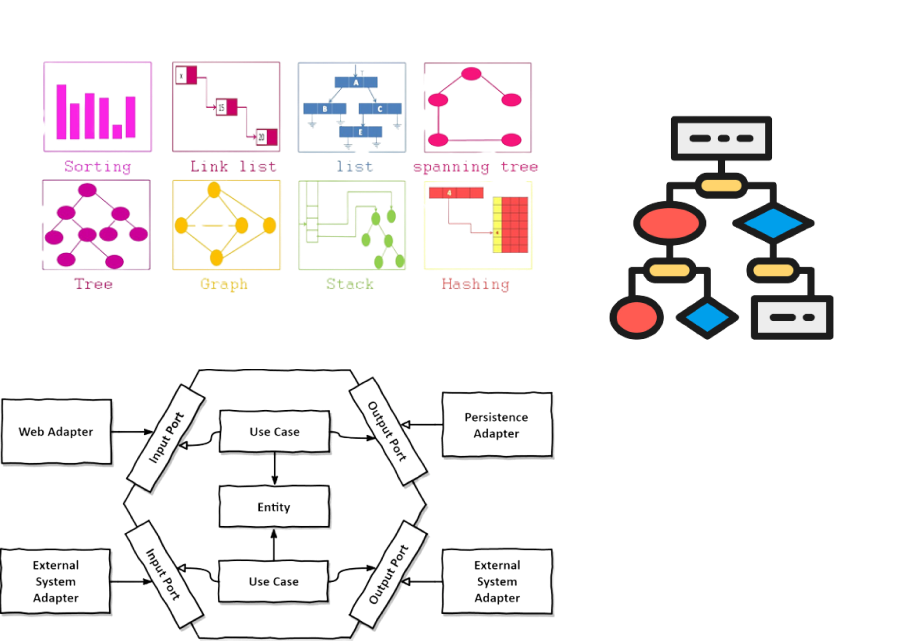 x
15
20
A
B
C
E
Sorting
Link list
list
spanning tree
4
Tree
Graph
Stack
Hashing
Web Adapter
Input Port
Use Case
Output Port
Persistence
Adapter
Entity
External
System
Adapter
Input Port
Use Case
Output Port
External
System
Adapter